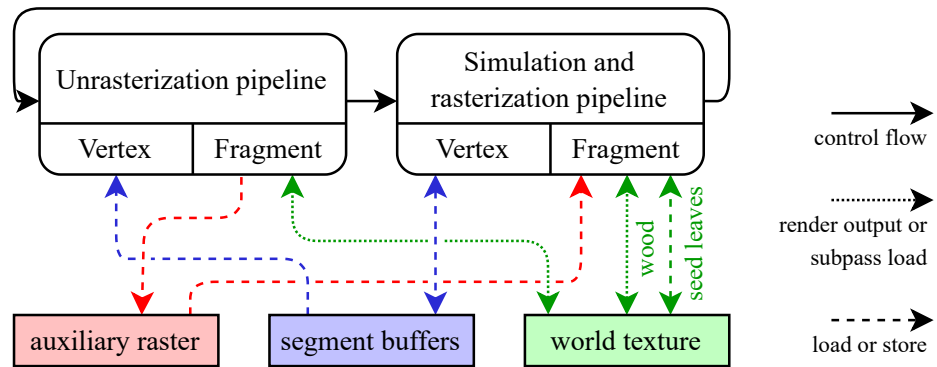 Unrasterization pipeline
Simulation and
rasterization pipeline
Vertex
Fragment
Vertex
Fragment
control flow
render output or
subpass load
wood
seed leaves
load or store
auxiliary raster
segment buffers
world texture